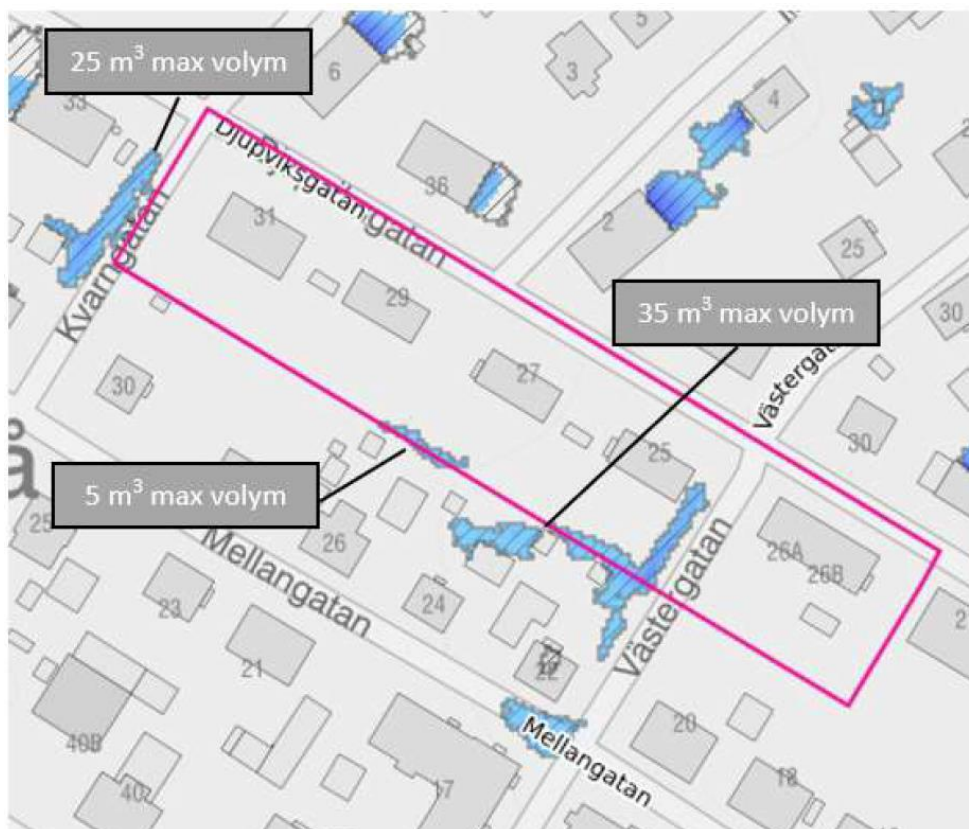 25 m³ max volym
5
6
3
4
33
Djupviksgatan
gatan
36
31
2
25
Kvarngatan
29
35 m³ max volym
30
27
Västergatan
30
30
25
5 m³ max volym
å
25
26
26A
26B
Mellangatan
24
23
Västergatan
21
22
20
Mellangatan
40B
17
18
40